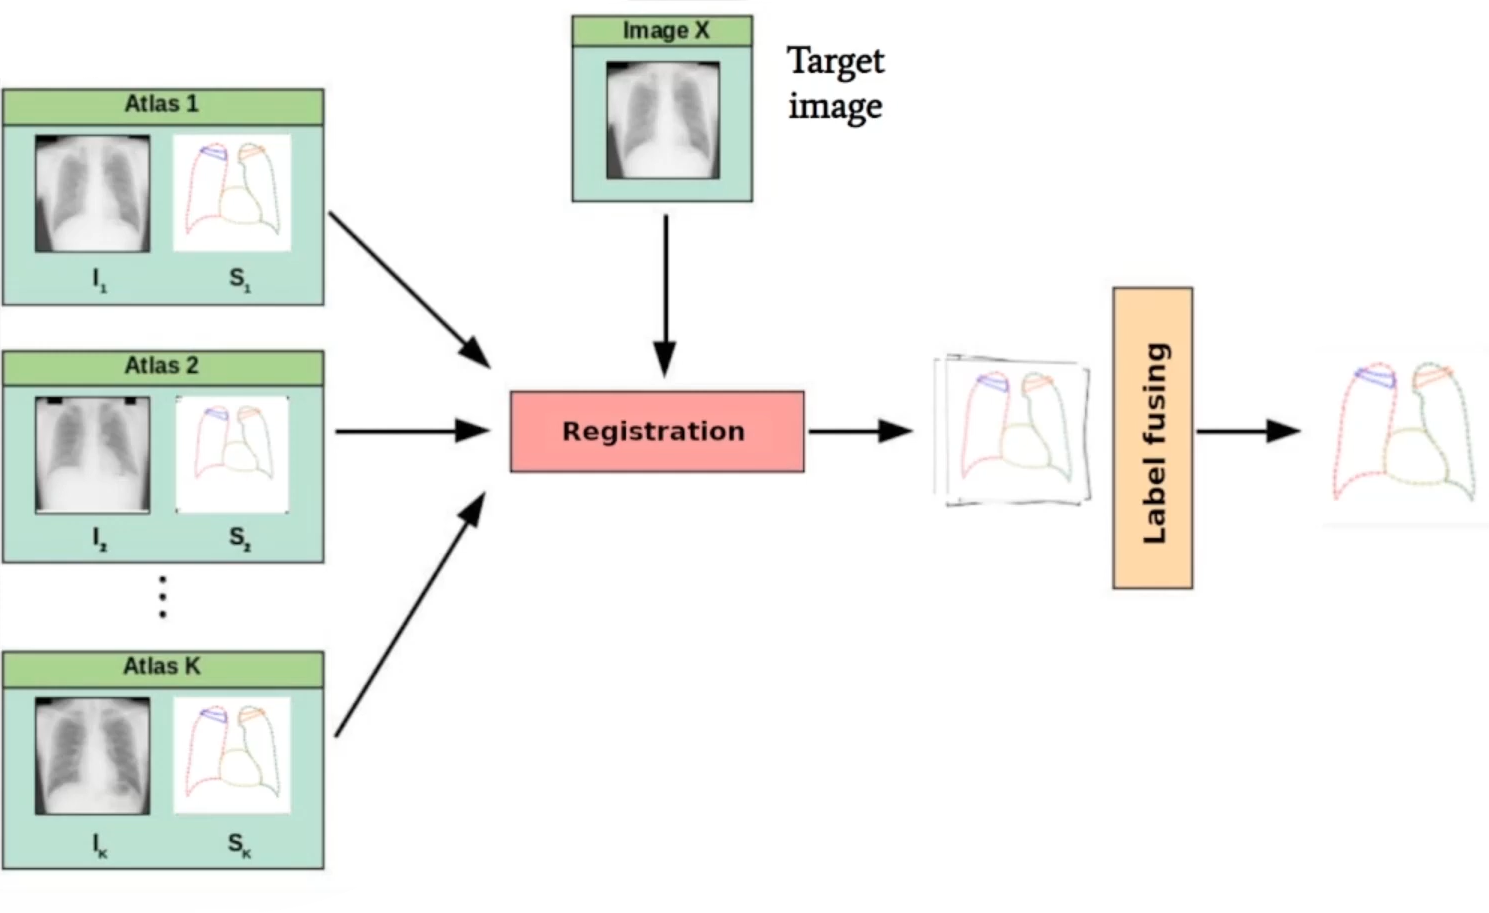 Image X
Target
image
Atlas 1
I₁ S₁
Atlas 2
I₂ S₂
Registration
Label fusing
Atlas K
Iₖ Sₖ